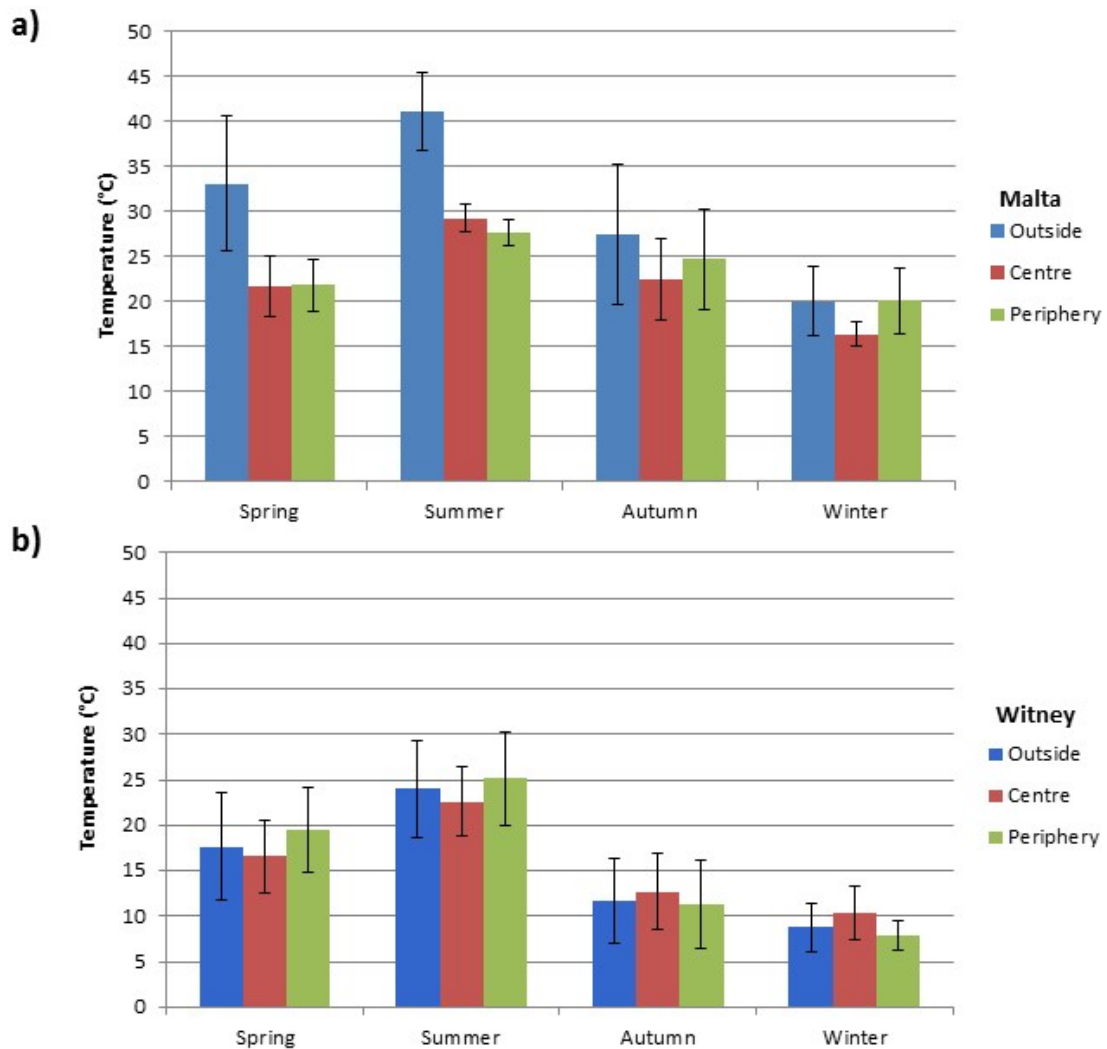 a)
50
45
40
35
30
25
20
15
10
5
0
Temperature (°C)
Spring Summer Autumn Winter
Malta
Outside
Centre
Periphery
b)
50
45
40
35
30
25
20
15
10
5
0
Temperature (°C)
Spring Summer Autumn Winter
Witney
Outside
Centre
Periphery